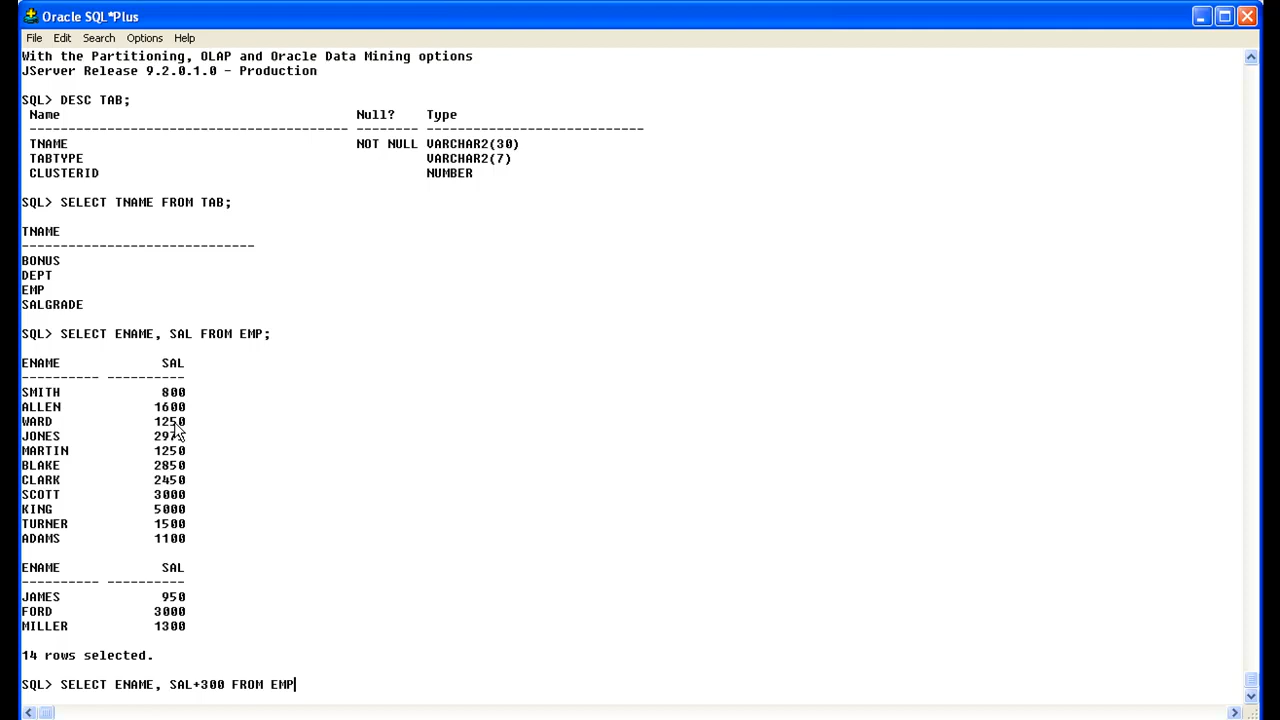 Oracle SQL*Plus
File Edit Search Options Help
With the Partitioning, OLAP and Oracle Data Mining options
JServer Release 9.2.0.1.0 - Production
SQL> DESC TAB;
Name Null? Type
----------------------------------------- -------- ----------------------------
TNAME NOT NULL VARCHAR2(30)
TABTYPE VARCHAR2(7)
CLUSTERID NUMBER
SQL> SELECT TNAME FROM TAB;
TNAME
------------------------------
BONUS
DEPT
EMP
SALGRADE
SQL> SELECT ENAME, SAL FROM EMP;
ENAME SAL
---------- ----------
SMITH 800
ALLEN 1600
WARD 1250
JONES 2975
MARTIN 1250
BLAKE 2850
CLARK 2450
SCOTT 3000
KING 5000
TURNER 1500
ADAMS 1100
ENAME SAL
---------- ----------
JAMES 950
FORD 3000
MILLER 1300
14 rows selected.
SQL> SELECT ENAME, SAL+300 FROM EMP